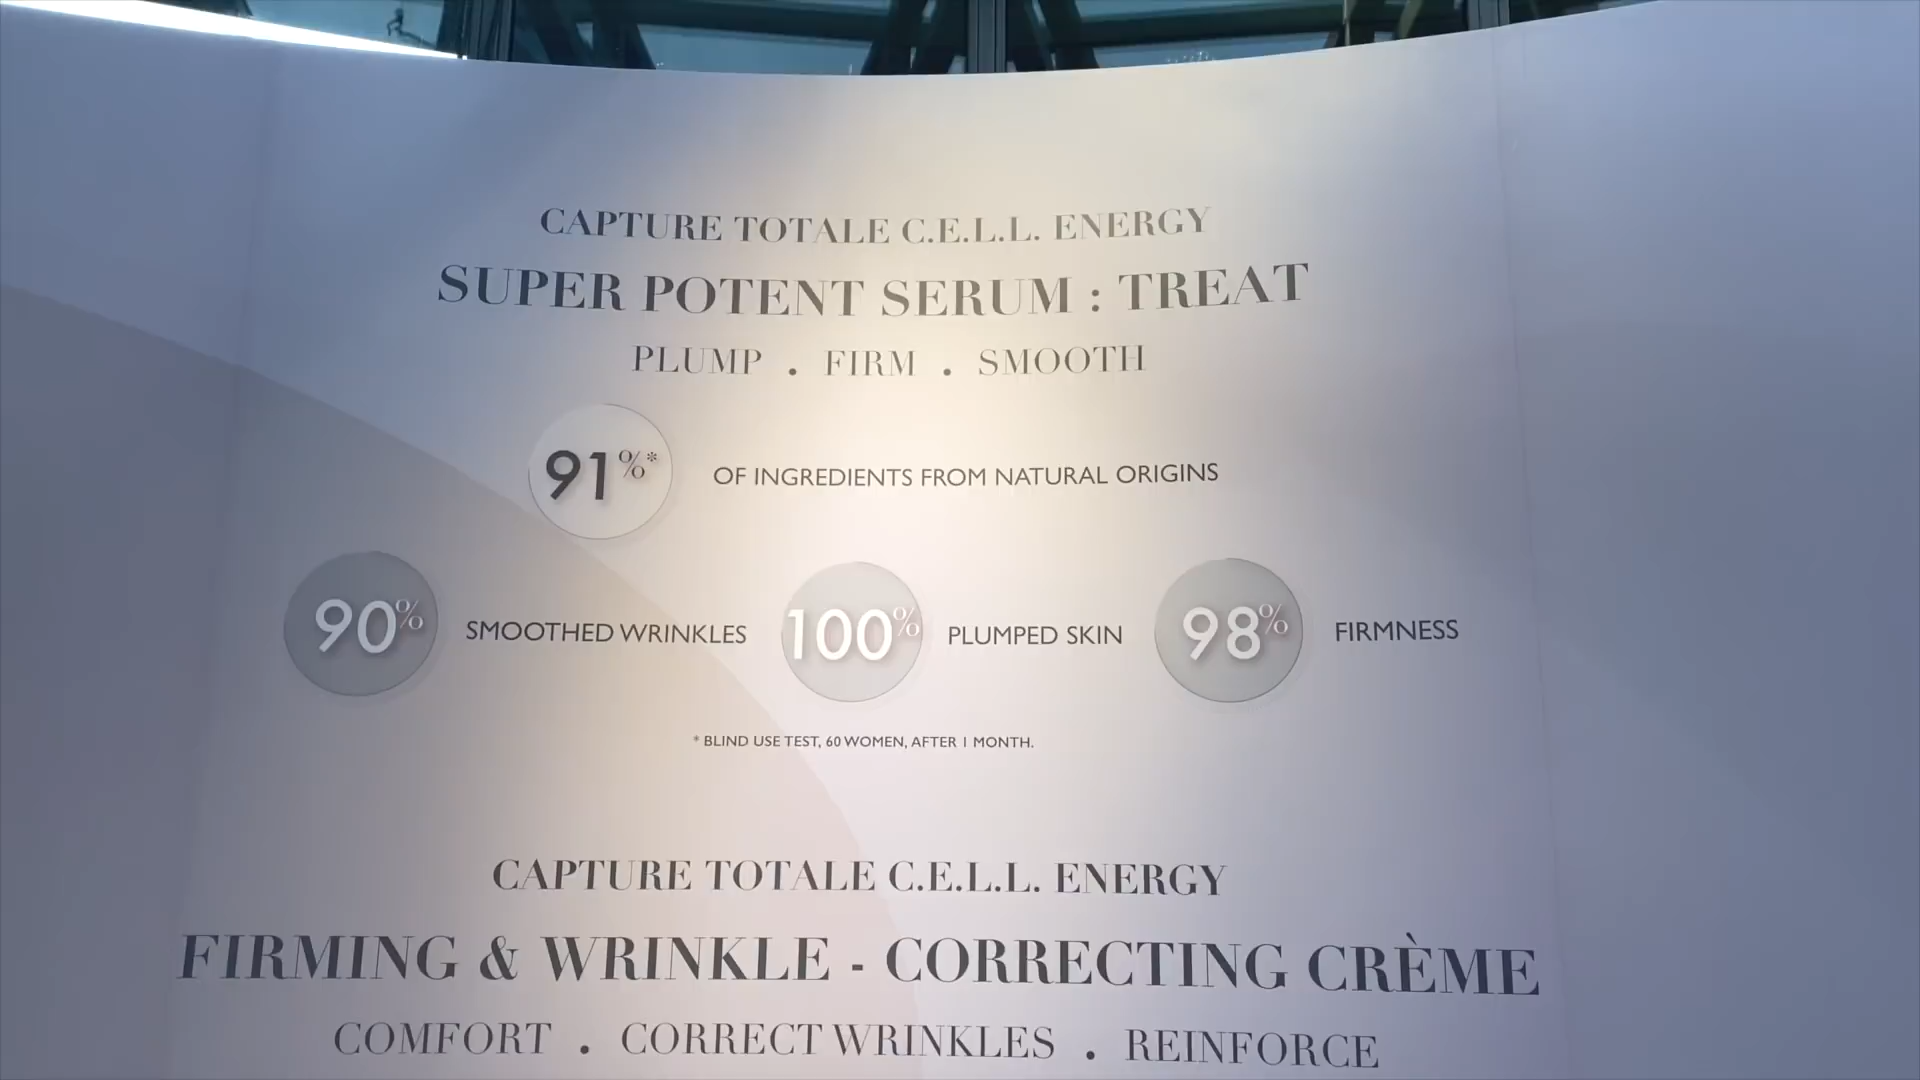 CAPTURE TOTALE C.E.L.L. ENERGY
SUPER POTENT SERUM : TREAT
PLUMP . FIRM . SMOOTH
91%* OF INGREDIENTS FROM NATURAL ORIGINS
90% SMOOTHED WRINKLES 100% PLUMPED SKIN 98% FIRMNESS
* BLIND USE TEST, 60 WOMEN, AFTER 1 MONTH.
CAPTURE TOTALE C.E.L.L. ENERGY
FIRMING & WRINKLE - CORRECTING CRÈME
COMFORT . CORRECT WRINKLES . REINFORCE